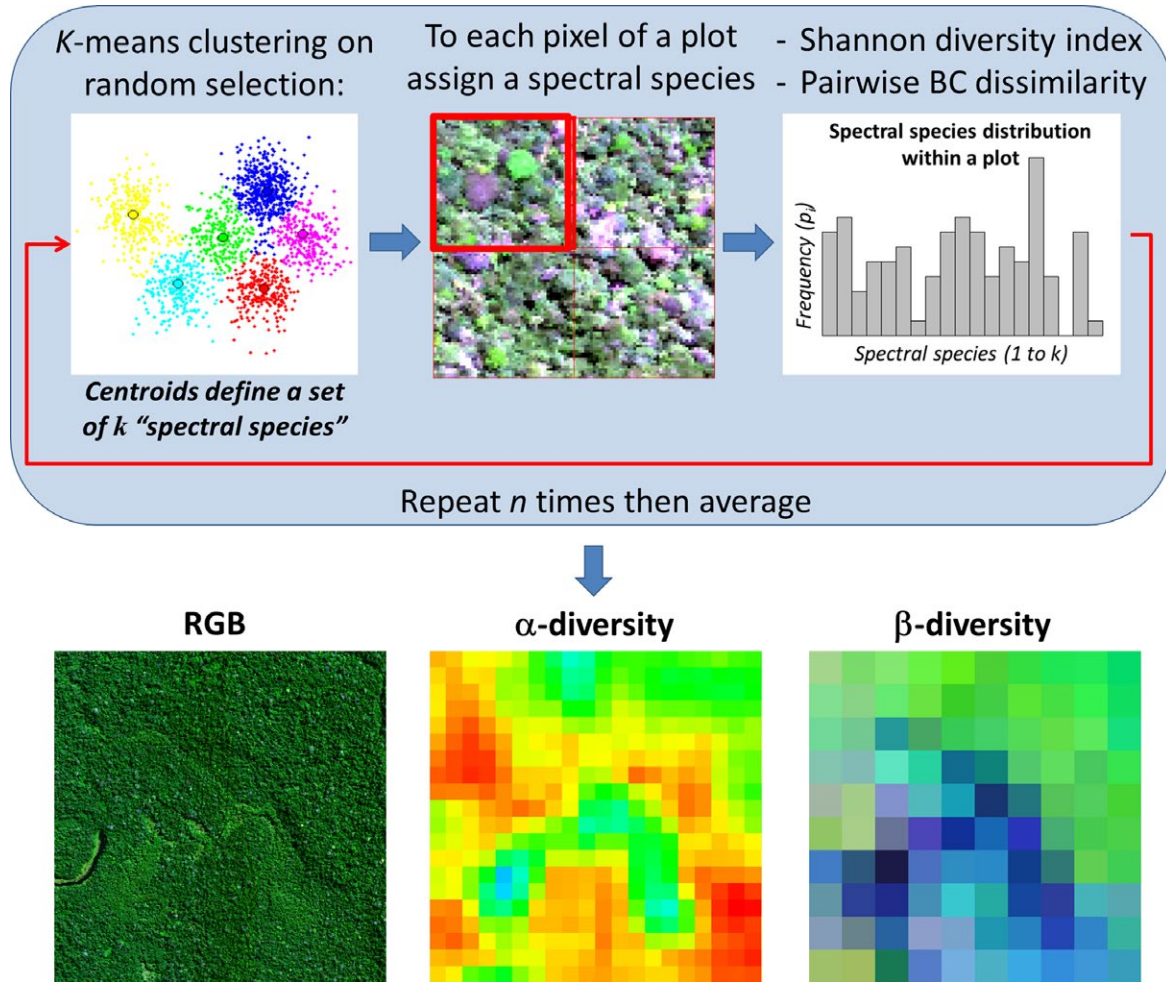 K-means clustering on
random selection:
To each pixel of a plot
assign a spectral species
- Shannon diversity index
- Pairwise BC dissimilarity
Spectral species distribution
within a plot
Frequency (pi)
Spectral species (1 to k)
Centroids define a set
of k “spectral species”
Repeat n times then average
RGB
α-diversity
β-diversity